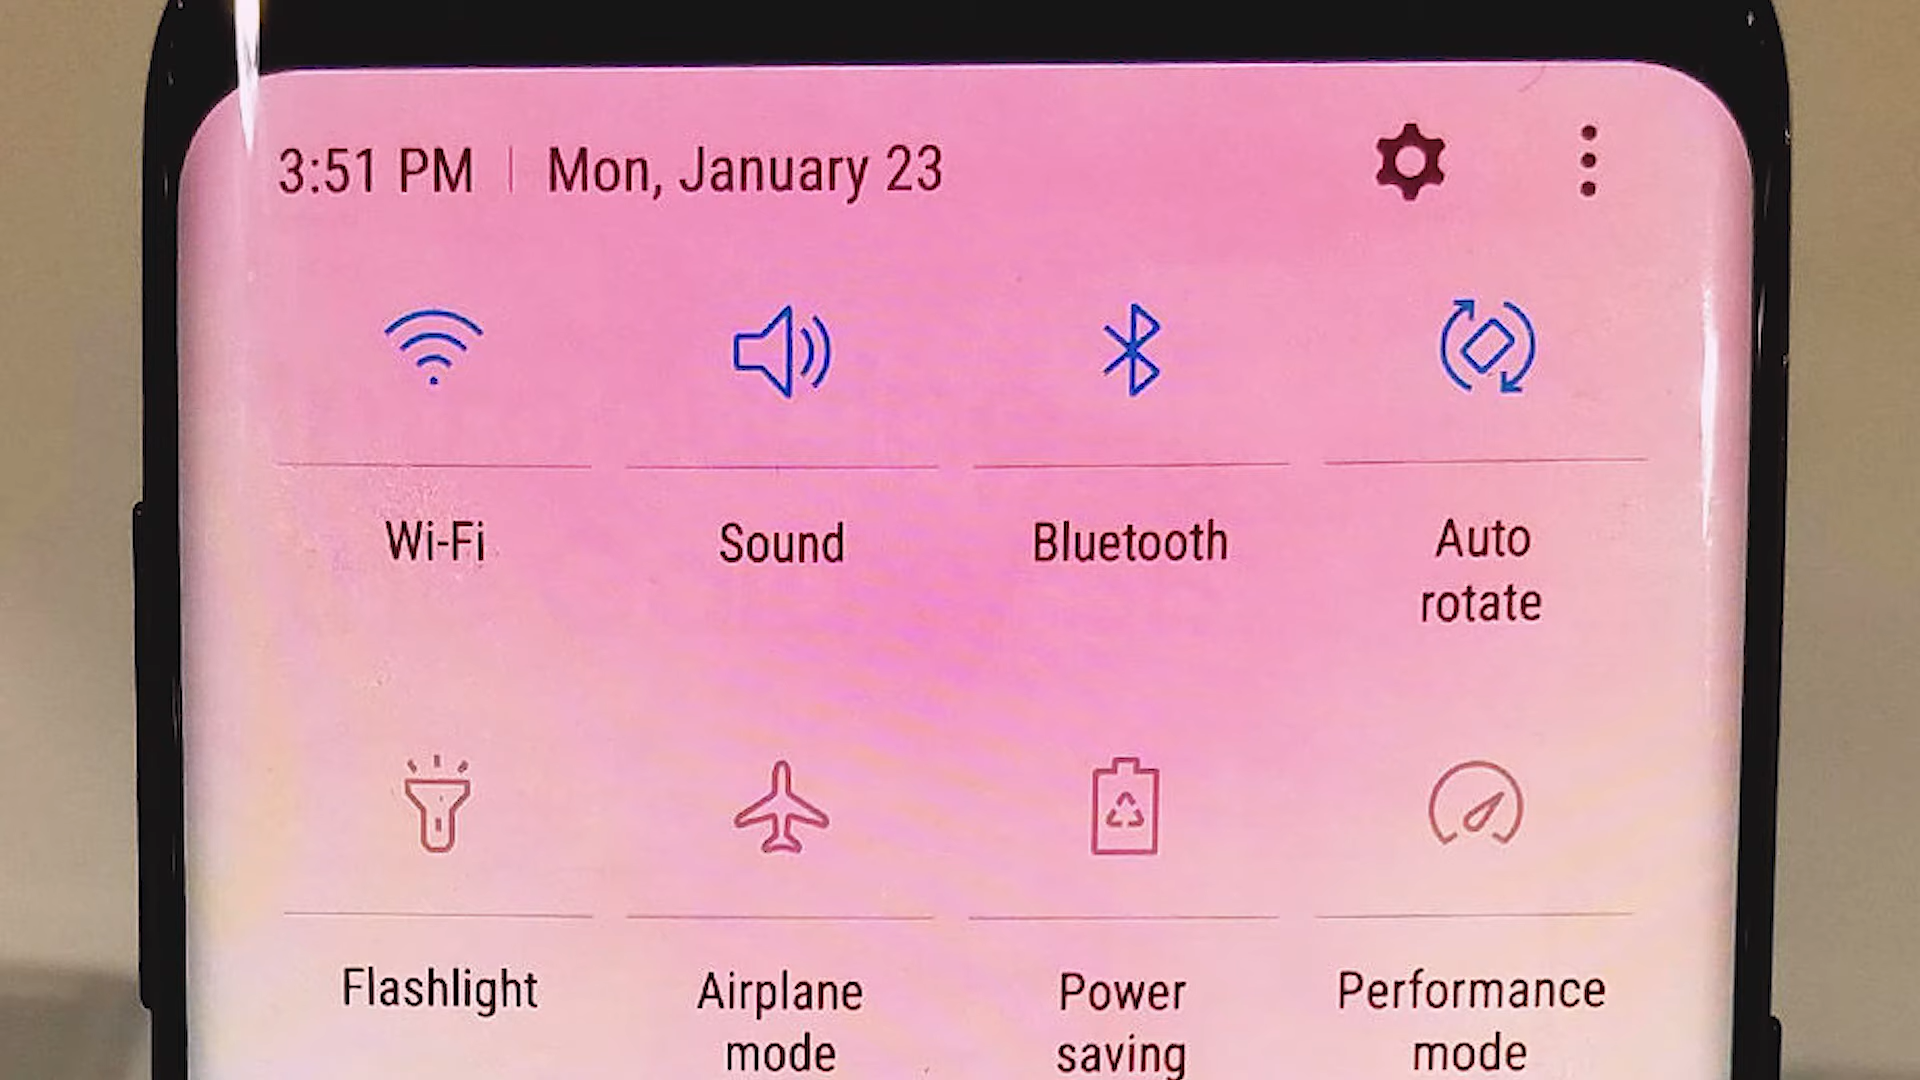 3:51 PM | Mon, January 23
Wi-Fi Sound Bluetooth Auto
rotate
Flashlight Airplane Power Performance
mode saving mode